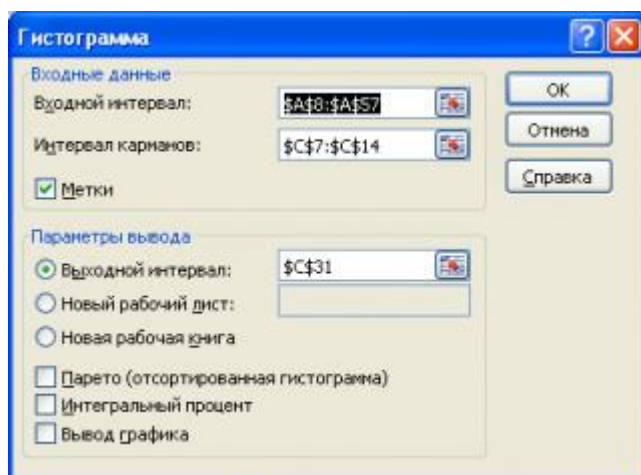 Гистограмма
Входные данные
Входной интервал: $A$8:$A$57
Интервал карманов: $C$7:$C$14
Метки
ОК
Отмена
Справка
Параметры вывода
Выходной интервал: $C$31
Новый рабочий лист:
Новая рабочая книга
Парето (отсортированная гистограмма)
Интегральный процент
Вывод графика